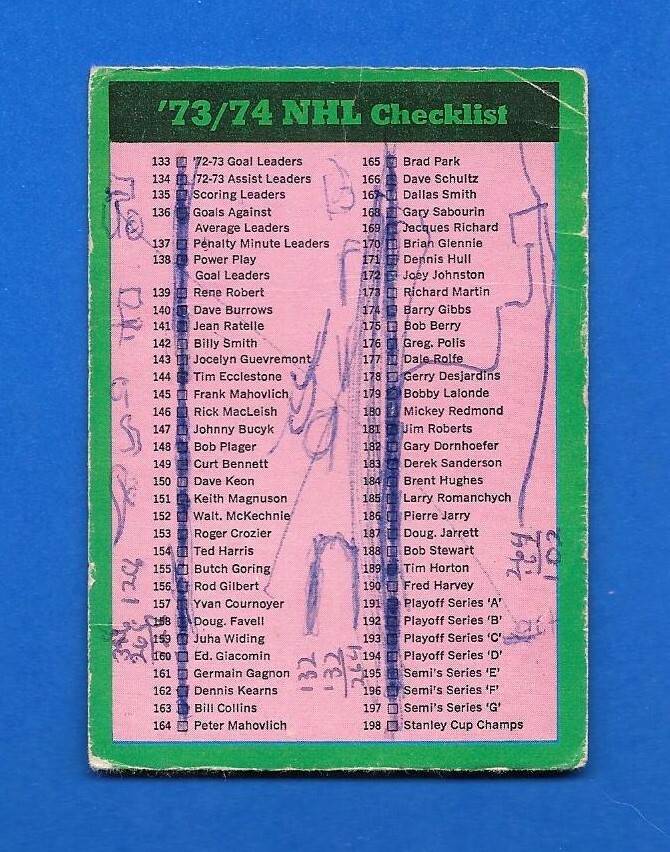 '73/74 NHL Checklist
133 '72-73 Goal Leaders
134 '72-73 Assist Leaders
135 Scoring Leaders
136 Goals Against
Average Leaders
137 Penalty Minute Leaders
138 Power Play
Goal Leaders
139 Rene Robert
140 Dave Burrows
141 Jean Ratelle
142 Billy Smith
143 Jocelyn Guevremont
144 Tim Ecclestone
145 Frank Mahovlich
146 Rick MacLeish
147 Johnny Bucyk
148 Bob Plager
149 Curt Bennett
150 Dave Keon
151 Keith Magnuson
152 Walt. McKechnie
153 Roger Crozier
154 Ted Harris
155 Butch Goring
156 Rod Gilbert
157 Yvan Cournoyer
158 Doug. Favell
159 Juha Widing
160 Ed. Giacomin
161 Germain Gagnon
162 Dennis Kearns
163 Bill Collins
164 Peter Mahovlich
165 Brad Park
166 Dave Schultz
167 Dallas Smith
168 Gary Sabourin
169 Jacques Richard
170 Brian Glennie
171 Dennis Hull
172 Joey Johnston
173 Richard Martin
174 Barry Gibbs
175 Bob Berry
176 Greg. Polis
177 Dale Rolfe
178 Gerry Desjardins
179 Bobby Lalonde
180 Mickey Redmond
181 Jim Roberts
182 Gary Dornhoefer
183 Derek Sanderson
184 Brent Hughes
185 Larry Romanchych
186 Pierre Jarry
187 Doug. Jarrett
188 Bob Stewart
189 Tim Horton
190 Fred Harvey
191 Playoff Series 'A'
192 Playoff Series 'B'
193 Playoff Series 'C'
194 Playoff Series 'D'
195 Semi's Series 'E'
196 Semi's Series 'F'
197 Semi's Series 'G'
198 Stanley Cup Champs
132
132
264